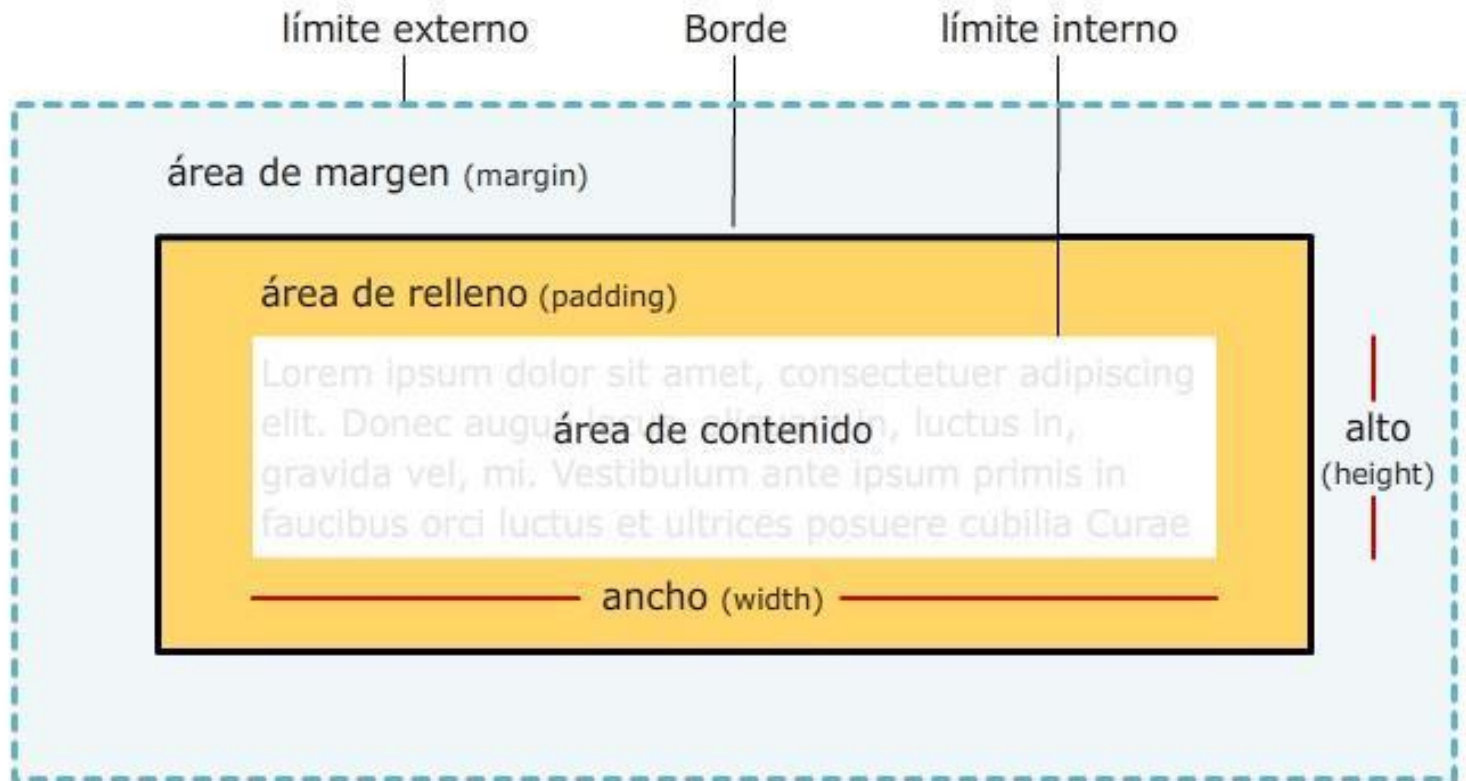 límite externo Borde límite interno
área de margen (margin)
área de relleno (padding)
Lorem ipsum dolor sit amet, consectetuer adipiscing
elit. Donec augue in, luctus in,
área de contenido
gravida vel, mi. Vestibulum ante ipsum primis in
faucibus orci luctus et ultrices posuere cubilia Curae
alto
(height)
ancho (width)